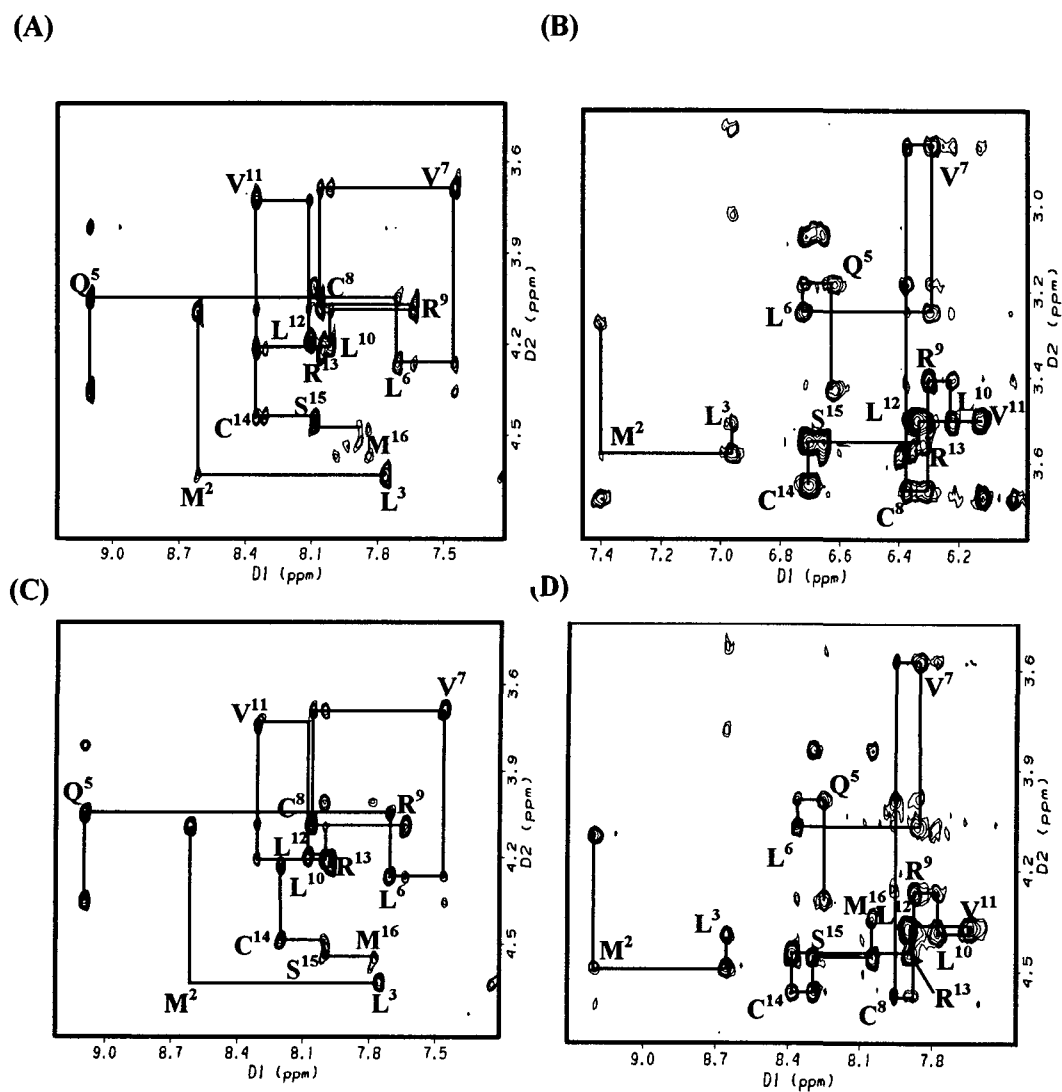 (A)
(B)
V¹¹
V⁷
Q⁵
C⁸
R⁹
L¹²
L¹⁰
R¹³
L⁶
C¹⁴
S¹⁵
M¹⁶
M²
L³
3.6
3.9
4.2
4.5
D2 (ppm)
9.0 8.7 8.4 8.1 7.8 7.5
D1 (ppm)
V⁷
Q⁵
L⁶
R⁹
L³
S¹⁵
L¹²
L¹⁰
V¹¹
M²
R¹³
C¹⁴
C⁸
3.0
3.2
3.4
3.6
D2 (ppm)
7.4 7.2 7.0 6.8 6.6 6.4 6.2
D1 (ppm)
(C)
(D)
V¹¹
V⁷
Q⁵
C⁸
R⁹
L¹²
L¹⁰
R¹³
L⁶
C¹⁴
S¹⁵
M¹⁶
M²
L³
3.6
3.9
4.2
4.5
D2 (ppm)
9.0 8.7 8.4 8.1 7.8 7.5
D1 (ppm)
V⁷
Q⁵
L⁶
R⁹
M¹⁶
L¹²
V¹¹
L³
S¹⁵
L¹⁰
M²
R¹³
C¹⁴
C⁸
3.6
3.9
4.2
4.5
D2 (ppm)
9.0 8.7 8.4 8.1 7.8
D1 (ppm)